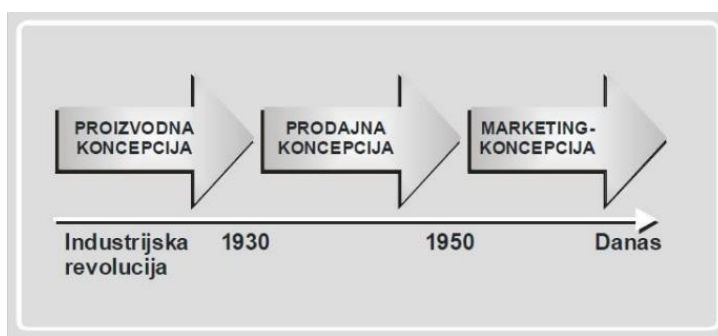 PROIZVODNA
KONCEPCIJA
PRODAJNA
KONCEPCIJA
MARKETING-
KONCEPCIJA
Industrijska
revolucija
1930
1950
Danas